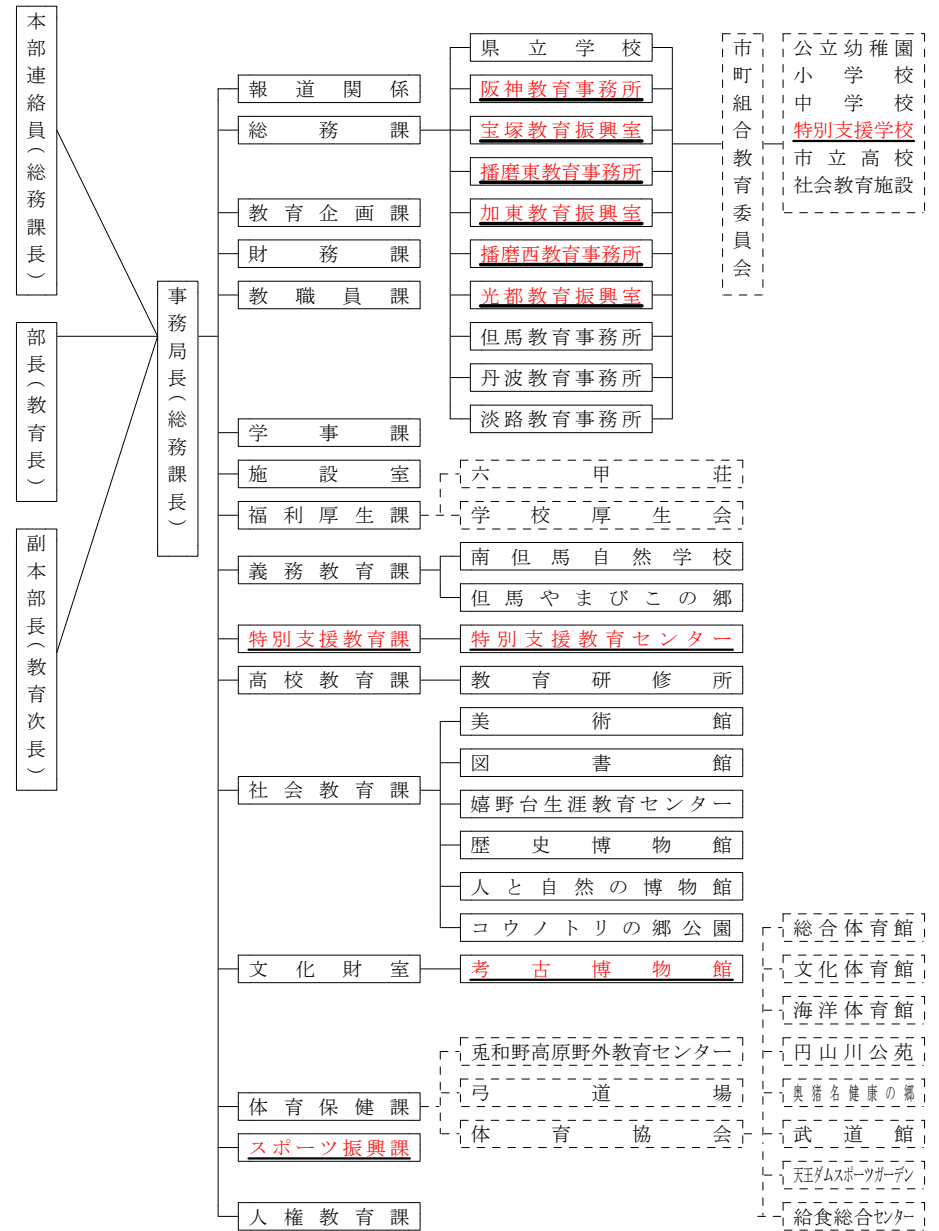 本部連絡員（総務課長）
部長（教育長）
副本部長（教育次長）
事務局長（総務課長）
報道関係
総務課
教育企画課
財務課
教職員課
学事課
施設室
福利厚生課
義務教育課
特別支援教育課
高校教育課
社会教育課
文化財室
体育保健課
スポーツ振興課
人権教育課
県立学校
阪神教育事務所
宝塚教育振興室
播磨東教育事務所
加東教育振興室
播磨西教育事務所
光都教育振興室
但馬教育事務所
丹波教育事務所
淡路教育事務所
六甲荘
学校厚生会
南但馬自然学校
但馬やまびこの郷
特別支援教育センター
教育研修所
美術館
図書館
嬉野台生涯教育センター
歴史博物館
人と自然の博物館
コウノトリの郷公園
考古博物館
兎和野高原野外教育センター
弓道場
体育協会
市町組合教育委員会
公立幼稚園
小学校
中学校
特別支援学校
市立高校
社会教育施設
総合体育館
文化体育館
海洋体育館
円山川公苑
奥猪名健康の郷
武道館
天王ダムスポーツガーデン
給食総合センター